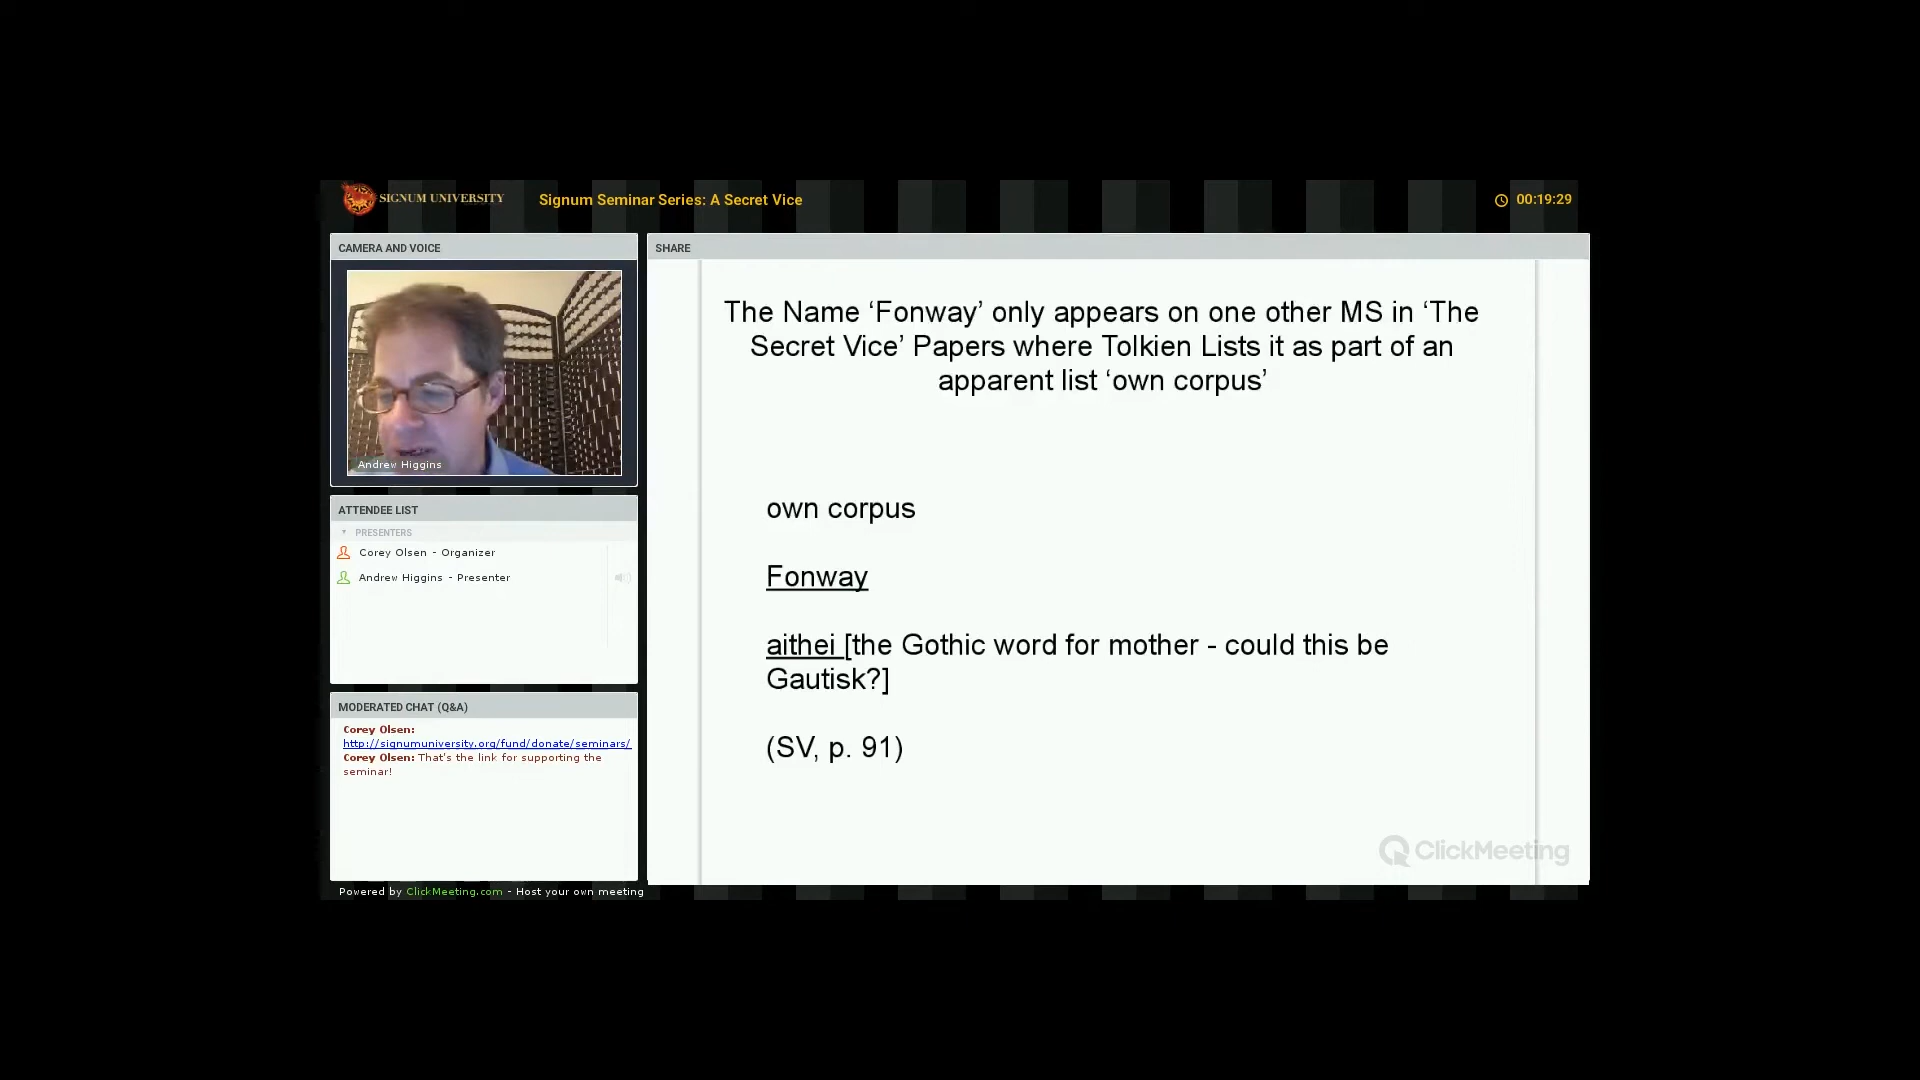 SIGNUM UNIVERSITY
Signum Seminar Series: A Secret Vice
00:19:29
CAMERA AND VOICE
Andrew Higgins
ATTENDEE LIST
PRESENTERS
Corey Olsen - Organizer
Andrew Higgins - Presenter
MODERATED CHAT (Q&A)
Corey Olsen:
http://signumuniversity.org/fund/donate/seminars/
Corey Olsen: That's the link for supporting the
seminar!
Powered by ClickMeeting.com - Host your own meeting
SHARE
The Name ‘Fonway’ only appears on one other MS in ‘The
Secret Vice’ Papers where Tolkien Lists it as part of an
apparent list ‘own corpus’
own corpus
Fonway
aithei [the Gothic word for mother - could this be
Gautisk?]
(SV, p. 91)
ClickMeeting